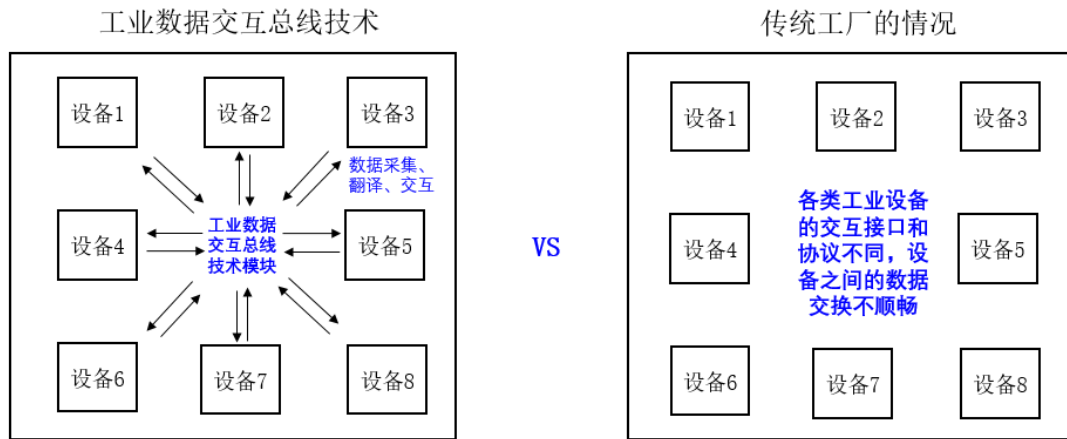 工业数据交互总线技术
设备1
设备2
设备3
数据采集、
翻译、交互
设备4
工业数据
交互总线
技术模块
设备5
设备6
设备7
设备8
VS
传统工厂的情况
设备1
设备2
设备3
设备4
各类工业设备
的交互接口和
协议不同，设
备之间的数据
交换不顺畅
设备5
设备6
设备7
设备8